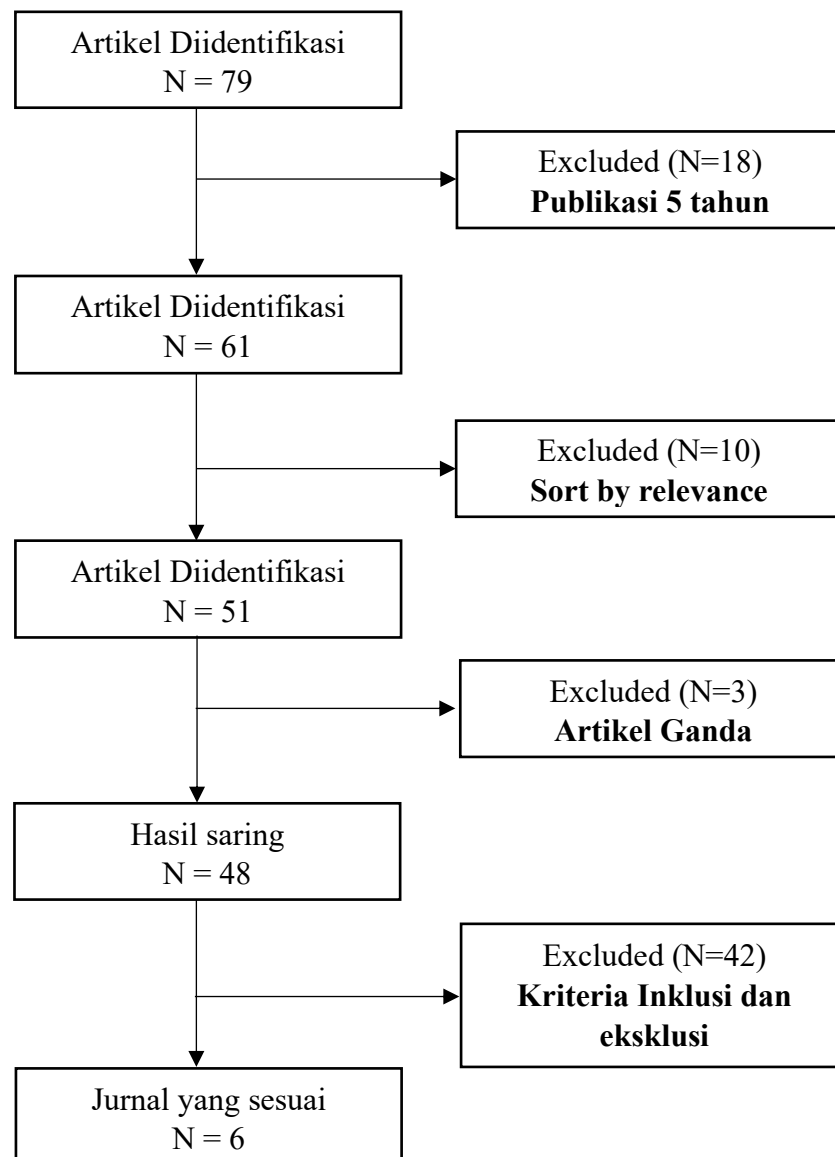 Artikel Diidentifikasi
N = 79
Excluded (N=18)
Publikasi 5 tahun
Artikel Diidentifikasi
N = 61
Excluded (N=10)
Sort by relevance
Artikel Diidentifikasi
N = 51
Excluded (N=3)
Artikel Ganda
Hasil saring
N = 48
Excluded (N=42)
Kriteria Inklusi dan
eksklusi
Jurnal yang sesuai
N = 6